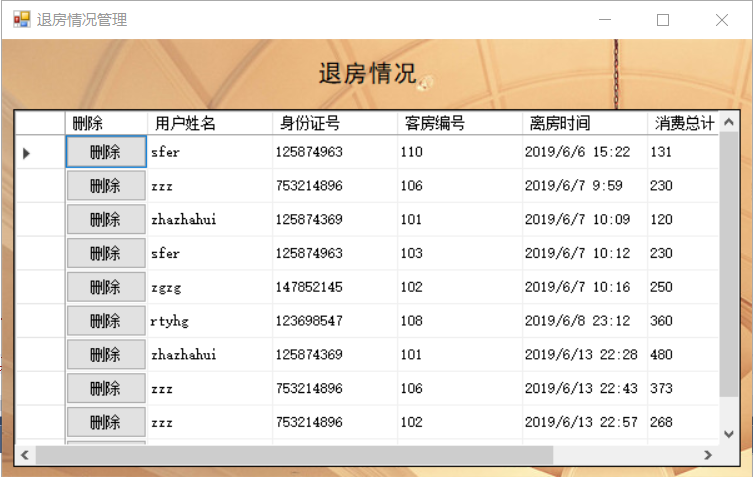 退房情况管理
退房情况
删除 用户姓名 身份证号 客房编号 离房时间 消费总计
删除 sfer 125874963 110 2019/6/6 15:22 131
删除 zzz 753214896 106 2019/6/7 9:59 230
删除 zhazhahui 125874369 101 2019/6/7 10:09 120
删除 sfer 125874963 103 2019/6/7 10:12 230
删除 zgzg 147852145 102 2019/6/7 10:16 250
删除 rtyhg 123698547 108 2019/6/8 23:12 360
删除 zhazhahui 125874369 101 2019/6/13 22:28 480
删除 zzz 753214896 106 2019/6/13 22:43 373
删除 zzz 753214896 102 2019/6/13 22:57 268